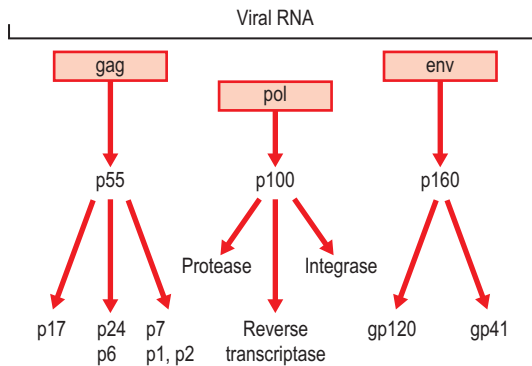 Viral RNA
gag
pol
env
p55
p100
p160
Protease
Integrase
p17
p24
p6
p7
p1, p2
Reverse
transcriptase
gp120
gp41